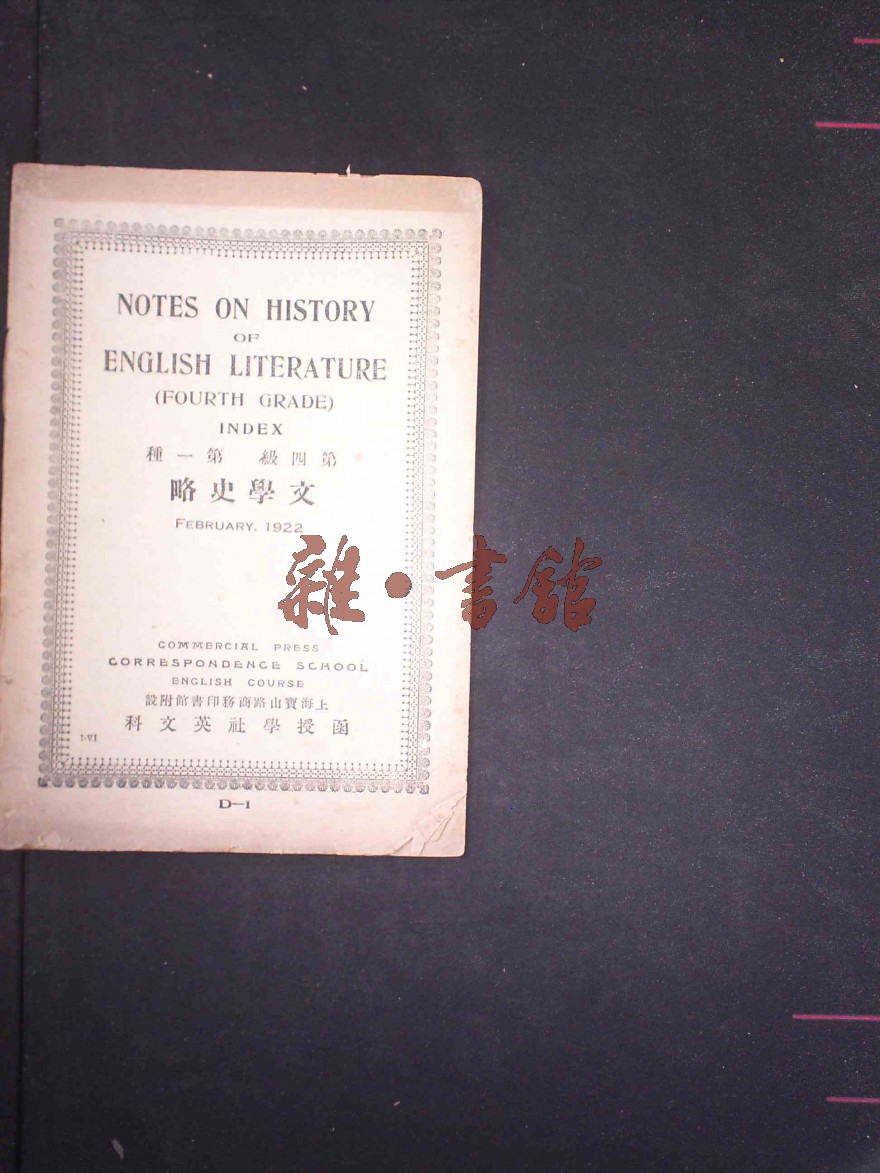 NOTES ON HISTORY
OF
ENGLISH LITERATURE
(FOURTH GRADE)
INDEX
第四級 第一種
文學史略
FEBRUARY, 1922
雜•書館
COMMERCIAL PRESS
CORRESPONDENCE SCHOOL
ENGLISH COURSE
上海寶山路商務印書館附設
函授學社英文科
I-VI
D—1